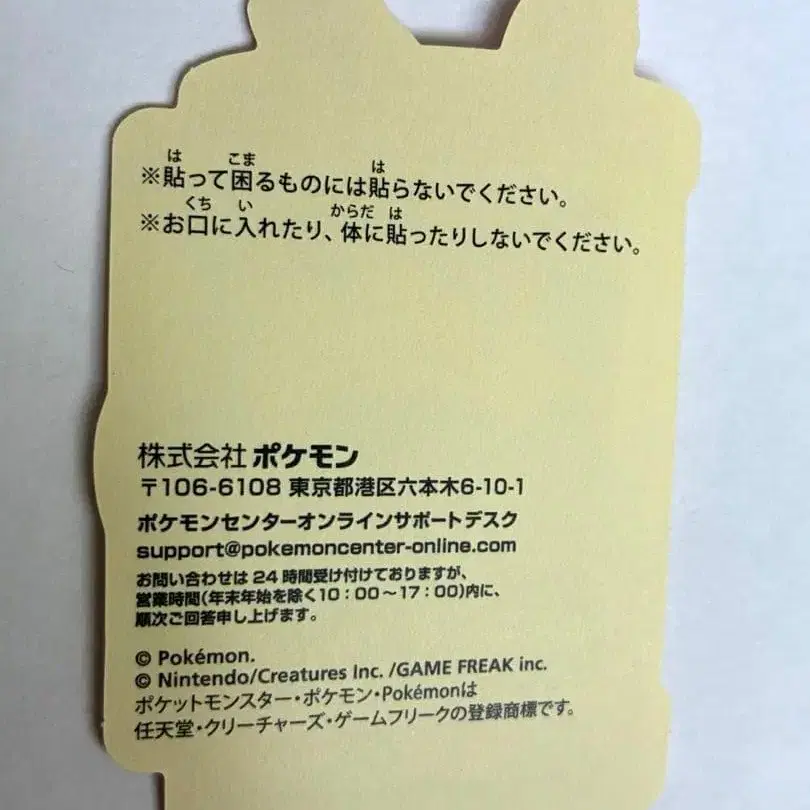 ※貼って困るものには貼らないでください。
※お口に入れたり、体に貼ったりしないでください。
株式会社 ポケモン
〒106-6108 東京都港区六本木6-10-1
ポケモンセンターオンラインサポートデスク
support@pokemoncenter-online.com
お問い合わせは 24 時間受け付けておりますが、
営業時間(年末年始を除く10：00～17：00)内に、
順次ご回答申し上げます。
© Pokémon.
© Nintendo/Creatures Inc. /GAME FREAK inc.
ポケットモンスター・ポケモン・Pokémonは
任天堂・クリーチャーズ・ゲームフリークの登録商標です。